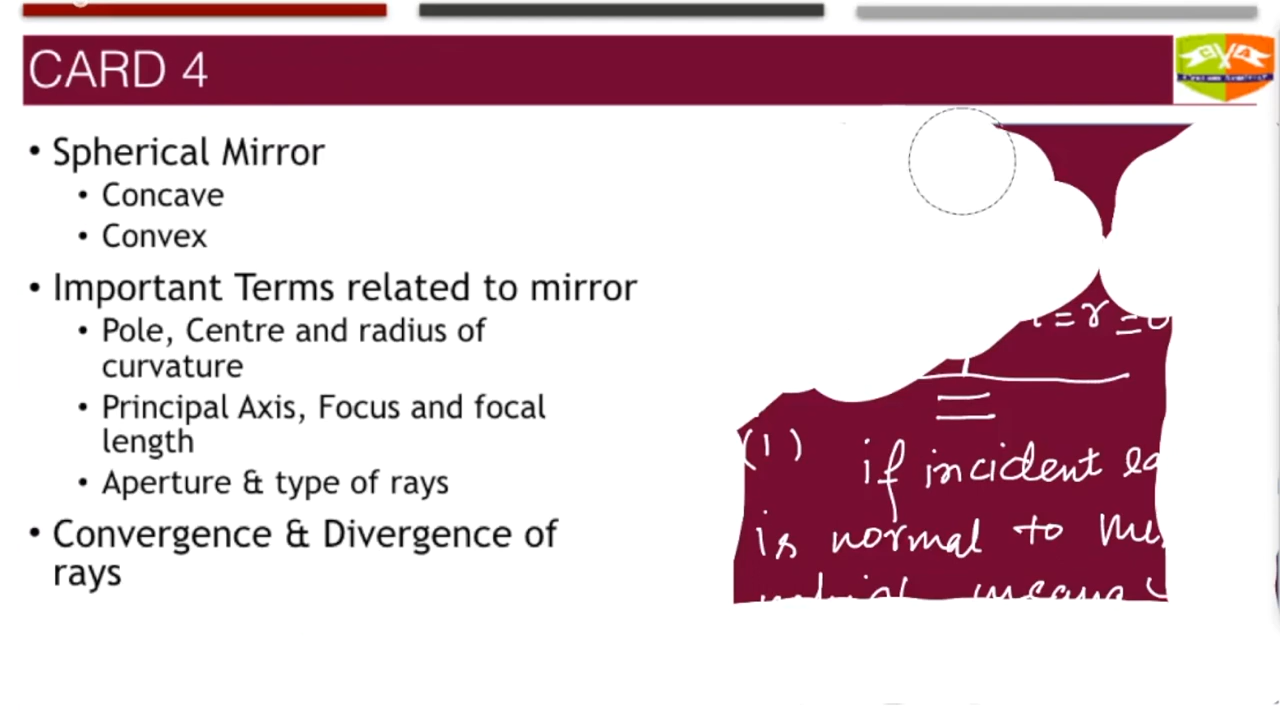 CARD 4
• Spherical Mirror
• Concave
• Convex
• Important Terms related to mirror
• Pole, Centre and radius of
curvature
• Principal Axis, Focus and focal
length
• Aperture & type of rays
• Convergence & Divergence of
rays
= r =
(1) if incident
is normal to